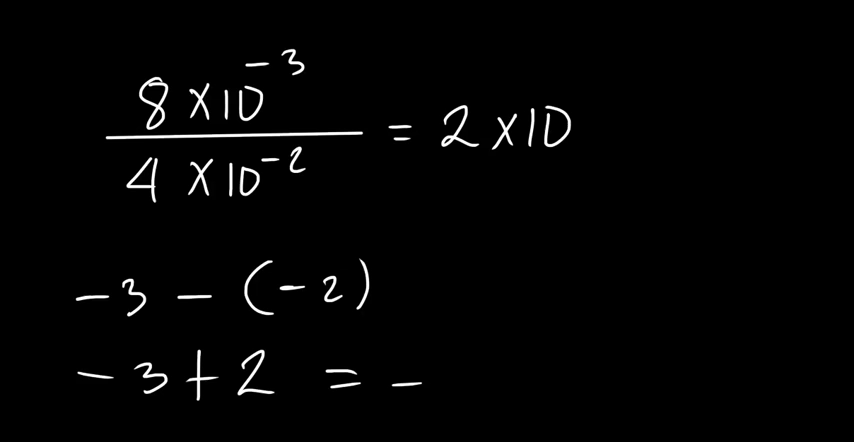 8 × 10⁻³ / 4 × 10⁻² = 2 × 10
-3 - (-2)
-3 + 2 = -